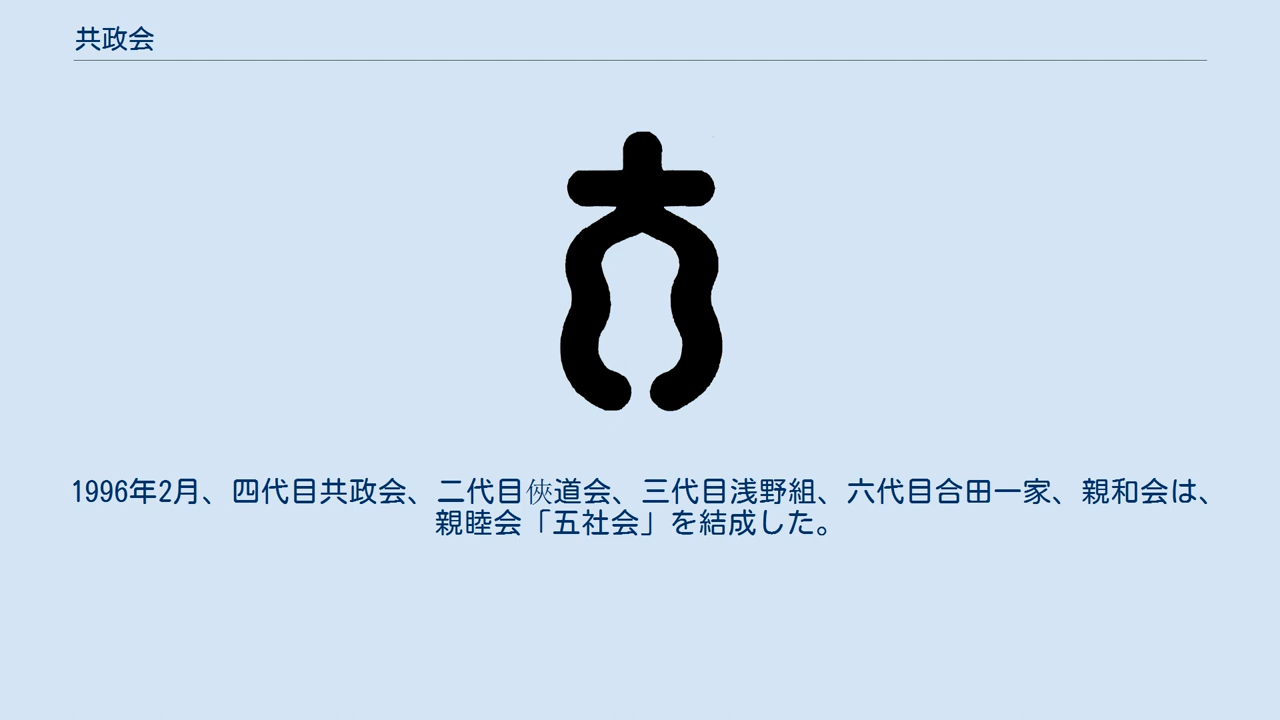 共政会
1996年2月、四代目共政会、二代目俠道会、三代目浅野組、六代目合田一家、親和会は、
親睦会「五社会」を結成した。